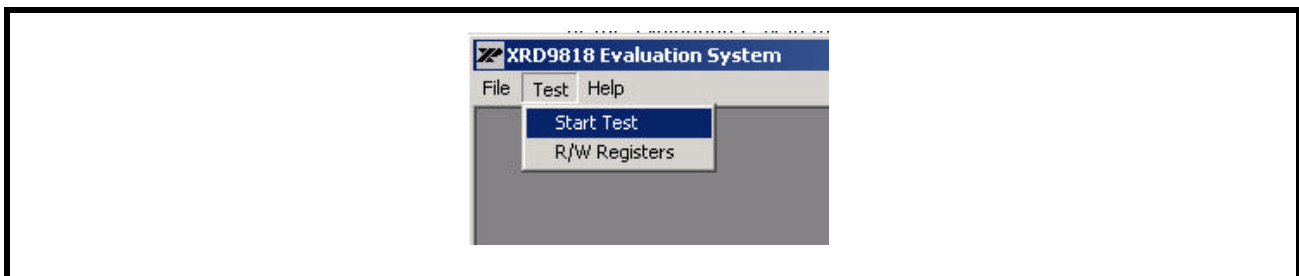 XRD9818 Evaluation System
File Test Help
Start Test
R/W Registers